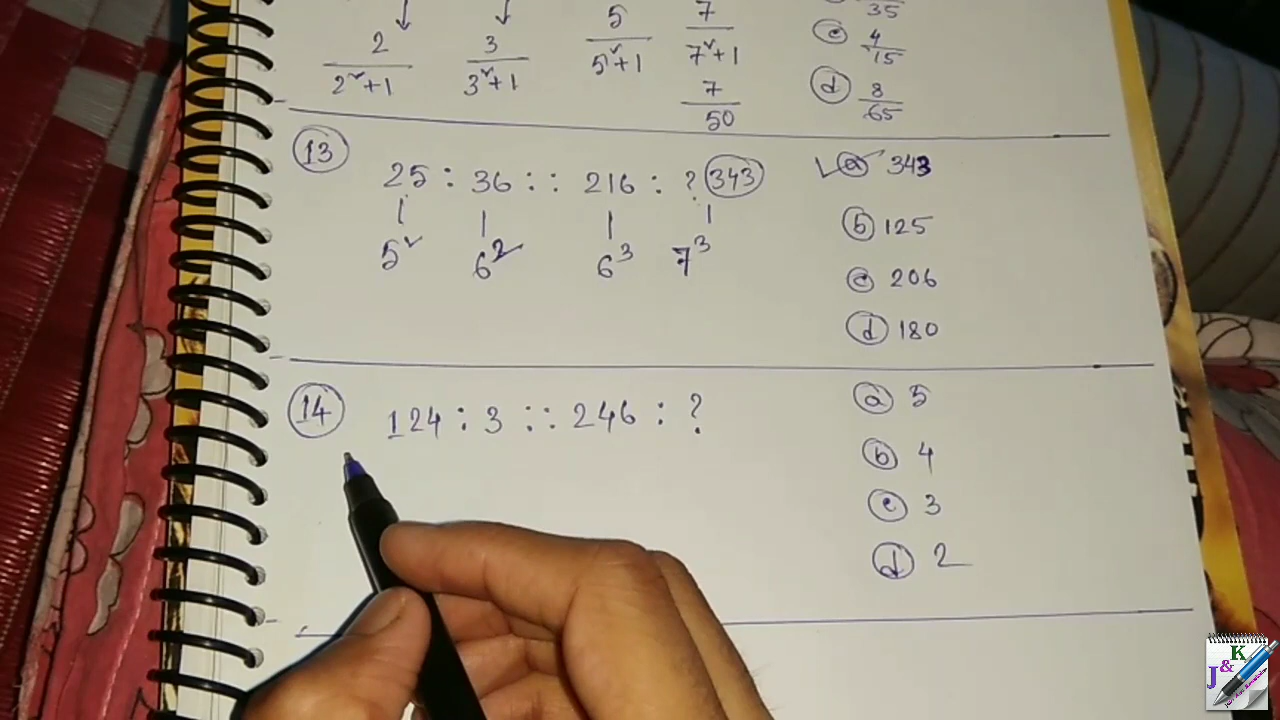 2/2²+1 3/3²+1 5/5²+1 7/7²+1
7/50
35
ⓒ 4/15
ⓓ 8/65
⑬ 25 : 36 :: 216 : ? 343
5² 6² 6³ 7³
ⓐ 343
ⓑ 125
ⓒ 206
ⓓ 180
⑭ 124 : 3 :: 246 : ?
ⓐ 5
ⓑ 4
ⓒ 3
ⓓ 2
J&K